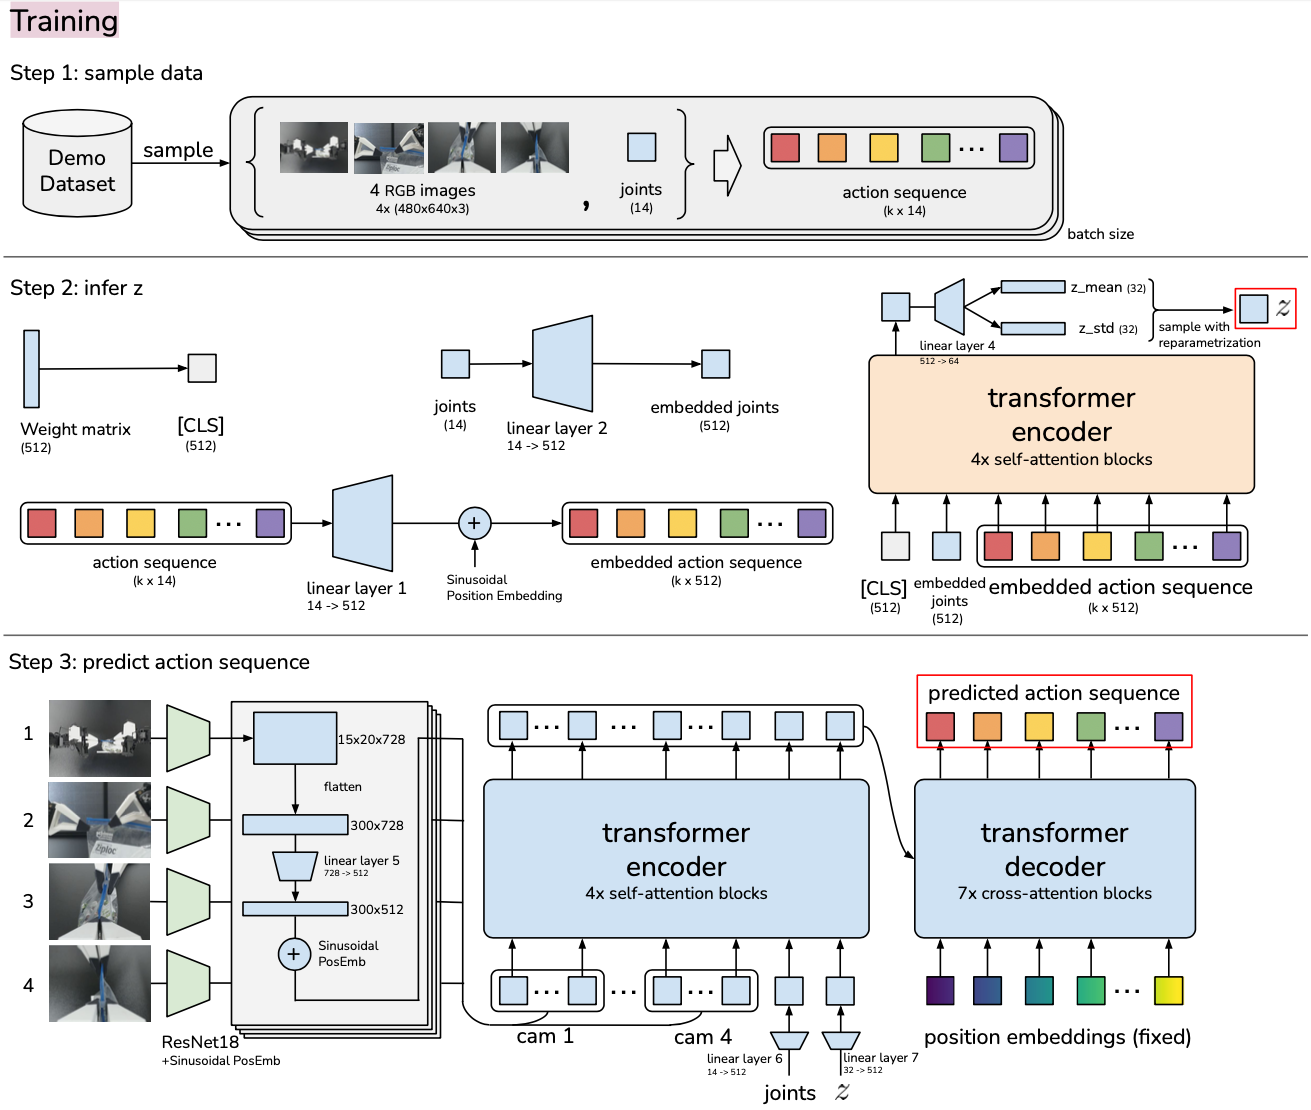 Training
Step 1: sample data
Demo
Dataset
sample
4 RGB images
4x (480x640x3)
,
joints
(14)
action sequence
(k x 14)
batch size
Step 2: infer z
Weight matrix
(512)
[CLS]
(512)
joints
(14)
linear layer 2
14 -> 512
embedded joints
(512)
action sequence
(k x 14)
linear layer 1
14 -> 512
+
Sinusoidal
Position Embedding
embedded action sequence
(k x 512)
linear layer 4
512 -> 64
z_mean (32)
z_std (32)
sample with
reparametrization
z
transformer
encoder
4x self-attention blocks
[CLS]
(512)
embedded
joints
(512)
embedded action sequence
(k x 512)
Step 3: predict action sequence
1
2
3
4
ziploc
ResNet18
+Sinusoidal PosEmb
15x20x728
flatten
300x728
linear layer 5
728 -> 512
300x512
+
Sinusoidal
PosEmb
transformer
encoder
4x self-attention blocks
cam 1
cam 4
linear layer 6
14 -> 512
joints
linear layer 7
32 -> 512
z
predicted action sequence
transformer
decoder
7x cross-attention blocks
position embeddings (fixed)